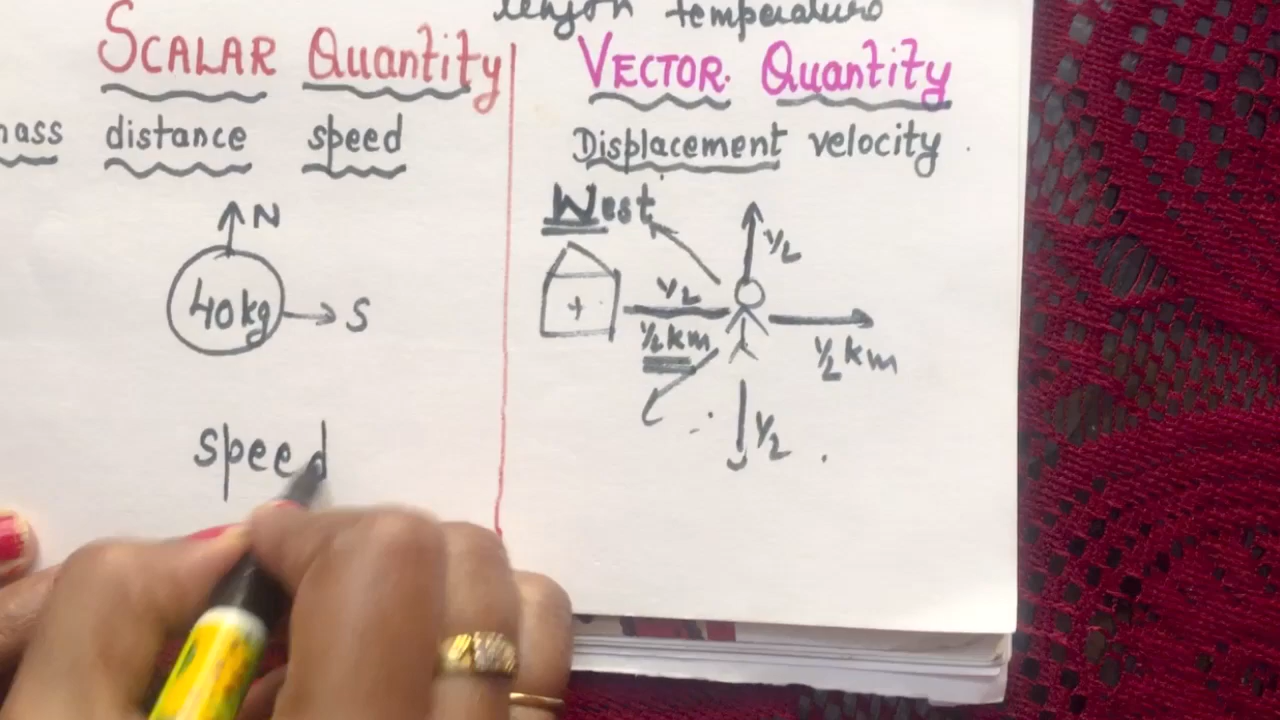 temperature
SCALAR Quantity
VECTOR. Quantity
distance speed
Displacement velocity .
N
40kg
S
West
1/2
1/2
1/2 km
1/2 km
1/2
speed